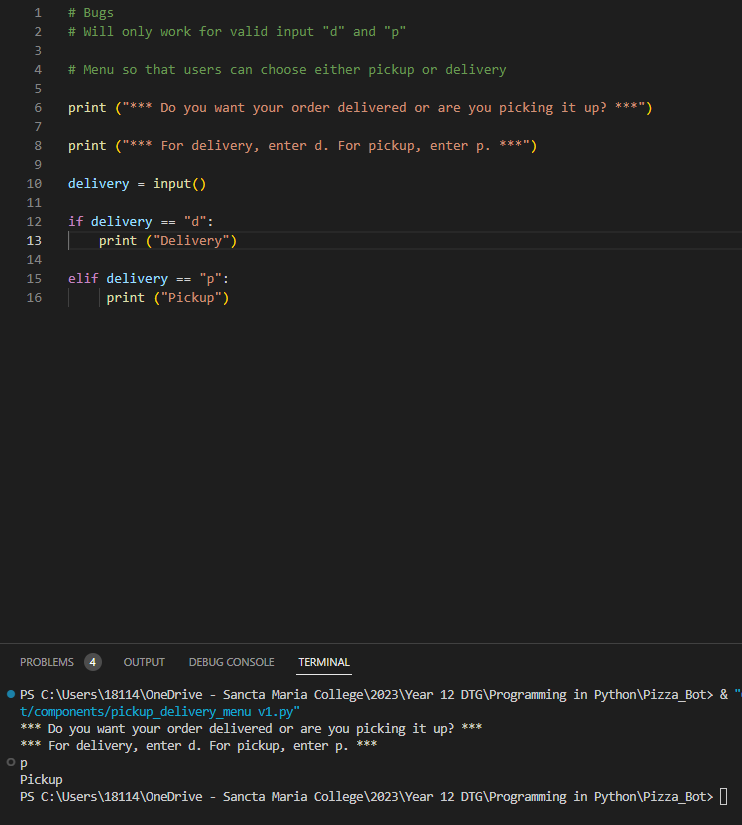 1 # Bugs
2 # Will only work for valid input "d" and "p"
3
4 # Menu so that users can choose either pickup or delivery
5
6 print ("*** Do you want your order delivered or are you picking it up? ***")
7
8 print ("*** For delivery, enter d. For pickup, enter p. ***")
9
10 delivery = input()
11
12 if delivery == "d":
13     print ("Delivery")
14
15 elif delivery == "p":
16      print ("Pickup")
PROBLEMS 4 OUTPUT DEBUG CONSOLE TERMINAL
PS C:\Users\18114\OneDrive - Sancta Maria College\2023\Year 12 DTG\Programming in Python\Pizza_Bot> & "
t/components/pickup_delivery_menu v1.py"
*** Do you want your order delivered or are you picking it up? ***
*** For delivery, enter d. For pickup, enter p. ***
p
Pickup
PS C:\Users\18114\OneDrive - Sancta Maria College\2023\Year 12 DTG\Programming in Python\Pizza_Bot>